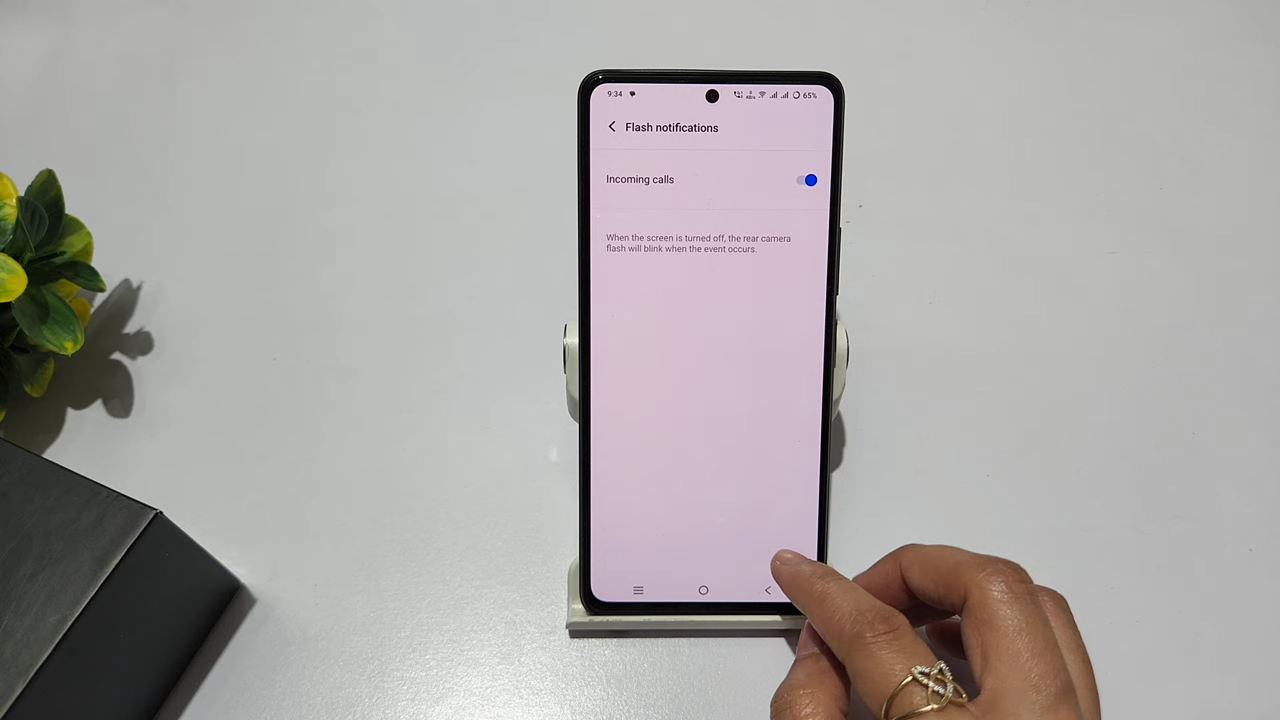 9:34
65%
Flash notifications
Incoming calls
When the screen is turned off, the rear camera
flash will blink when the event occurs.